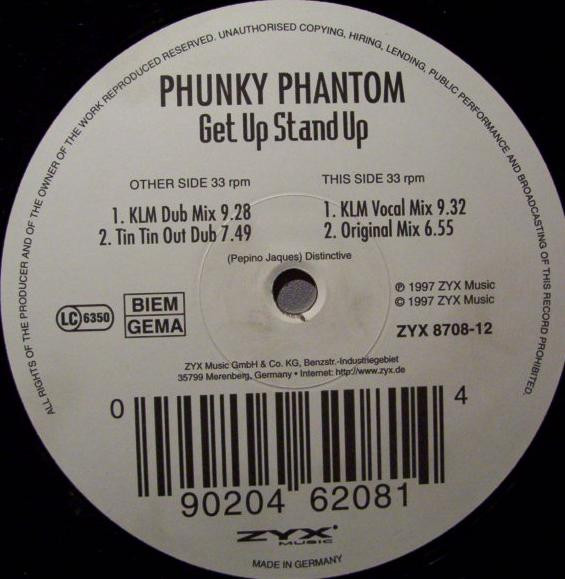 ALL RIGHTS OF THE PRODUCER AND OF THE OWNER OF THE WORK REPRODUCED RESERVED. UNAUTHORISED COPYING, HIRING, LENDING, PUBLIC PERFORMANCE AND BROADCASTING OF THIS RECORD PROHIBITED.
PHUNKY PHANTOM
Get Up Stand Up
OTHER SIDE 33 rpm
1. KLM Dub Mix 9.28
2. Tin Tin Out Dub 7.49
THIS SIDE 33 rpm
1. KLM Vocal Mix 9.32
2. Original Mix 6.55
(Pepino Jaques) Distinctive
LC 6350
BIEM
GEMA
℗ 1997 ZYX Music
© 1997 ZYX Music
ZYX 8708-12
ZYX Music GmbH & Co. KG, Benzstr.-Industriegebiet
35799 Merenberg, Germany • Internet: http://www.zyx.de
0 90204 62081 4
ZYX
MUSIC
MADE IN GERMANY